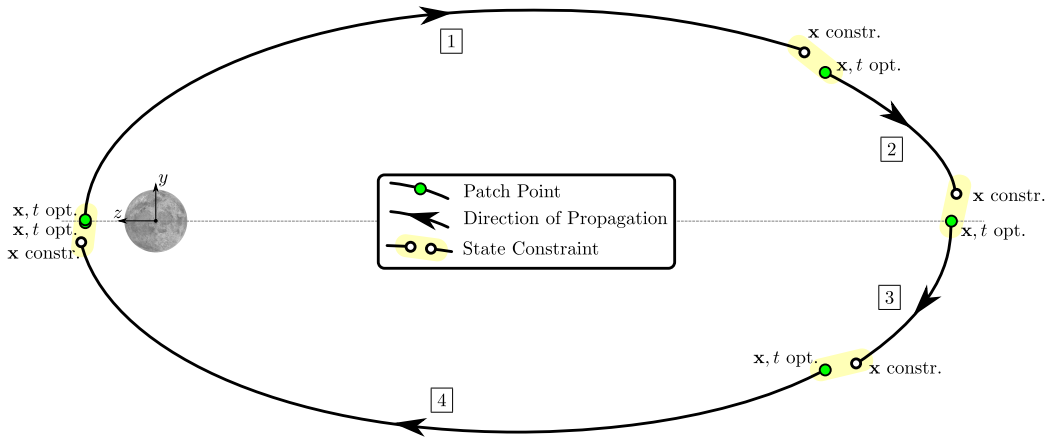 1
x constr.
x, t opt.
2
y
z
x, t opt.
x, t opt.
x constr.
Patch Point
Direction of Propagation
State Constraint
x constr.
x, t opt.
3
x, t opt.
x constr.
4